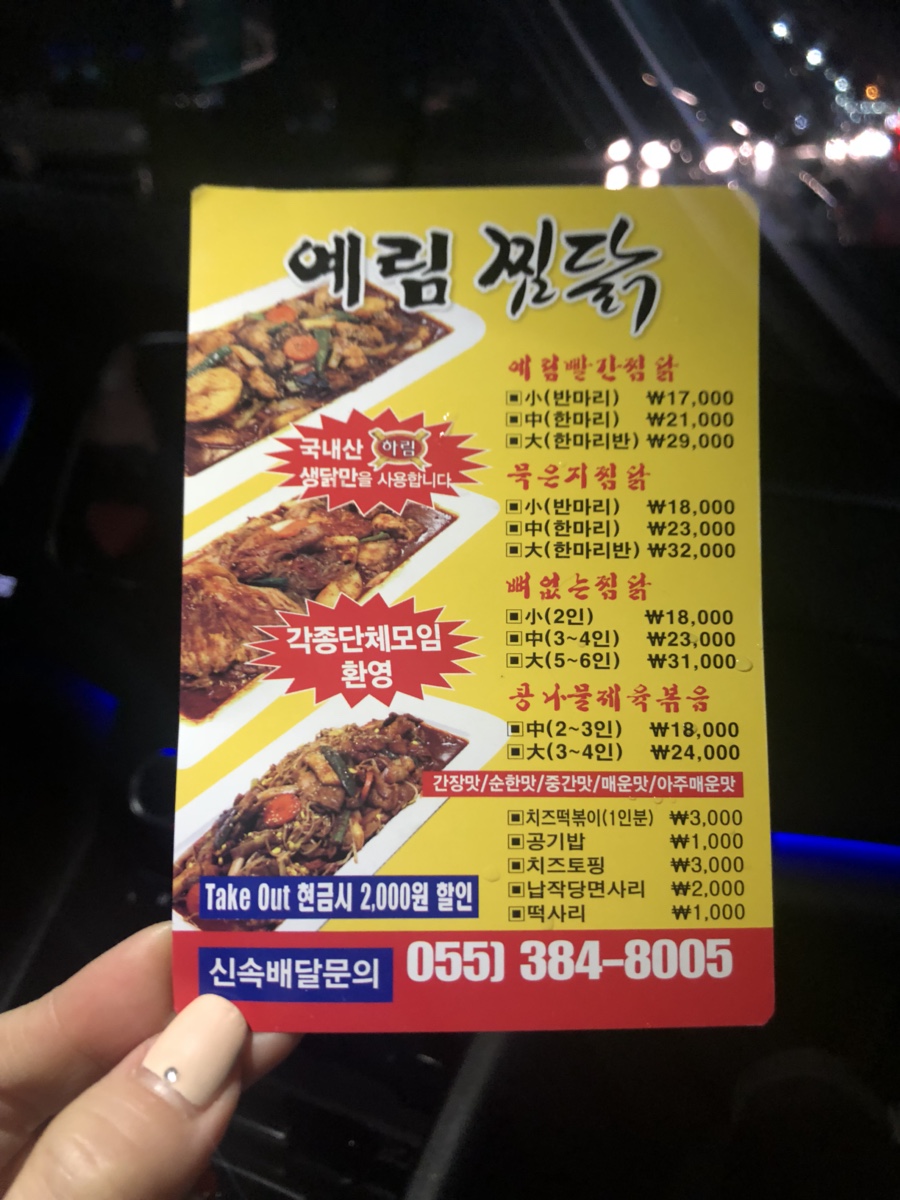 예림 찜닭
국내산 하림
생닭만을 사용합니다
각종단체모임
환영
예림빨간찜닭
▣小(반마리) ₩17,000
▣中(한마리) ₩21,000
▣大(한마리반) ₩29,000
묵은지찜닭
▣小(반마리) ₩18,000
▣中(한마리) ₩23,000
▣大(한마리반) ₩32,000
뼈없는찜닭
▣小(2인) ₩18,000
▣中(3~4인) ₩23,000
▣大(5~6인) ₩31,000
콩나물제육볶음
▣中(2~3인) ₩18,000
▣大(3~4인) ₩24,000
간장맛/순한맛/중간맛/매운맛/아주매운맛
▣치즈떡볶이(1인분) ₩3,000
▣공기밥 ₩1,000
▣치즈토핑 ₩3,000
▣납작당면사리 ₩2,000
▣떡사리 ₩1,000
Take Out 현금시 2,000원 할인
신속배달문의 055) 384-8005